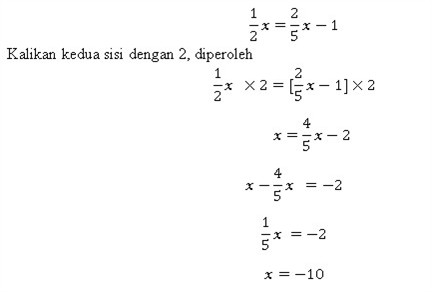 1/2 x = 2/5 x − 1
Kalikan kedua sisi dengan 2, diperoleh
1/2 x × 2 = [2/5 x − 1] × 2
x = 4/5 x − 2
x − 4/5 x = −2
1/5 x = −2
x = −10